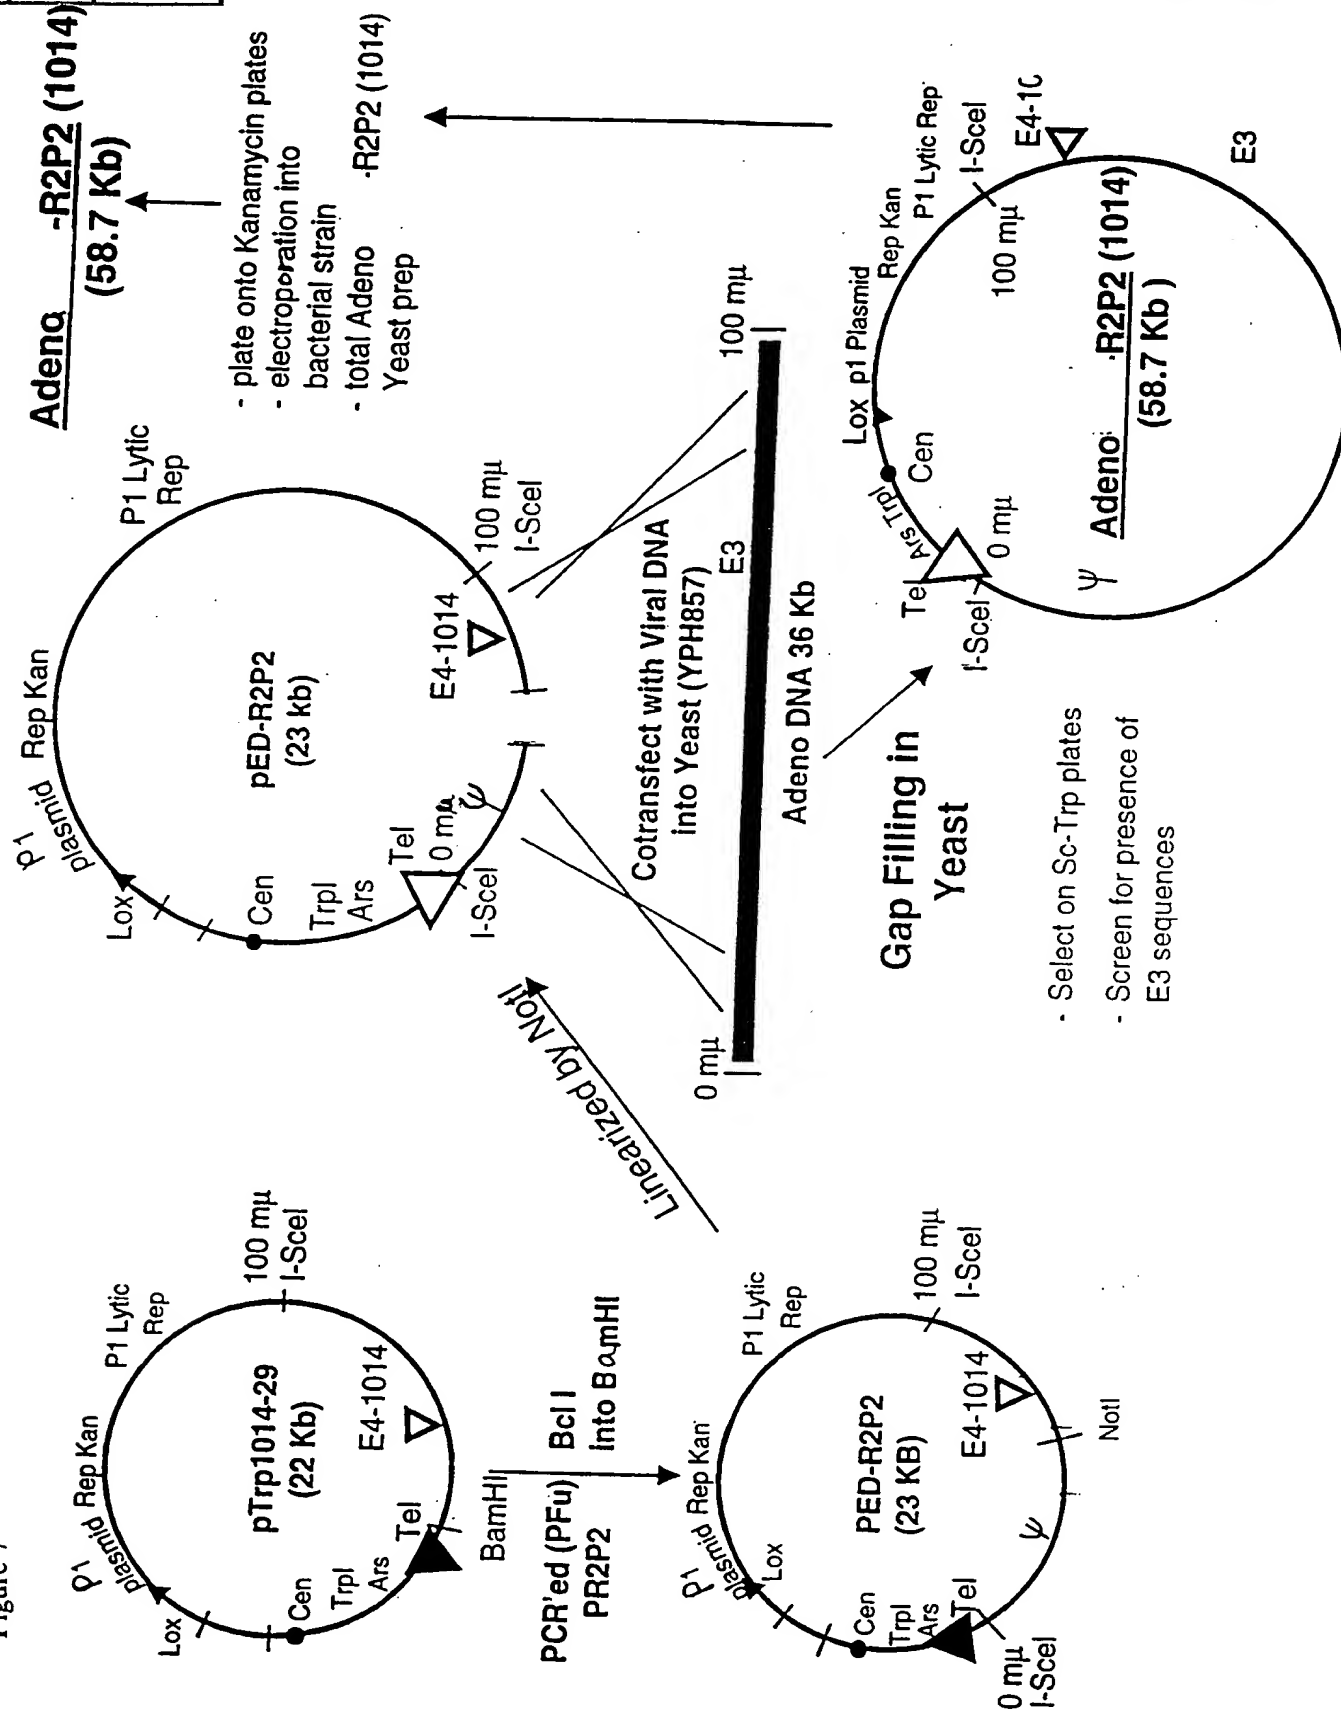 P1
plasmid
Rep Kan
P1 Lytic
Rep
Lox
pTrp1014-29
(22 Kb)
100 mµ
I-SceI
Cen
TrpI
Ars
Tel
E4-1014
BamHI
PCR'ed (PFu)
PR2P2
Bcl I
into BamHI
P1
plasmid
Rep Kan
P1 Lytic
Rep
Lox
PED-R2P2
(23 KB)
100 mµ
I-SceI
Cen
TrpI
Ars
Tel
E4-1014
0 mµ
I-SceI
Ψ
NotI
Linearized by NotI
P1
plasmid
Rep Kan
P1 Lytic
Rep
Lox
pED-R2P2
(23 kb)
Cen
TrpI
Ars
Tel
0 mµ
I-SceI
Ψ
E4-1014
100 mµ
I-SceI
Cotransfect with Viral DNA
into Yeast (YPH857)
0 mµ
E3
100 mµ
Adeno DNA 36 Kb
Gap Filling in
Yeast
- Select on Sc-Trp plates
- Screen for presence of
E3 sequences
Lox p1 Plasmid
Rep Kan
P1 Lytic Rep
I-SceI
100 mµ
Cen
Ars TrpI
Tel
0 mµ
I-SceI
Ψ
Adeno -R2P2 (1014)
(58.7 Kb )
E3
Adeno -R2P2 (1014)
(58.7 Kb)
- plate onto Kanamycin plates
- electroporation into
bacterial strain
- total Adeno -R2P2 (1014)
Yeast prep